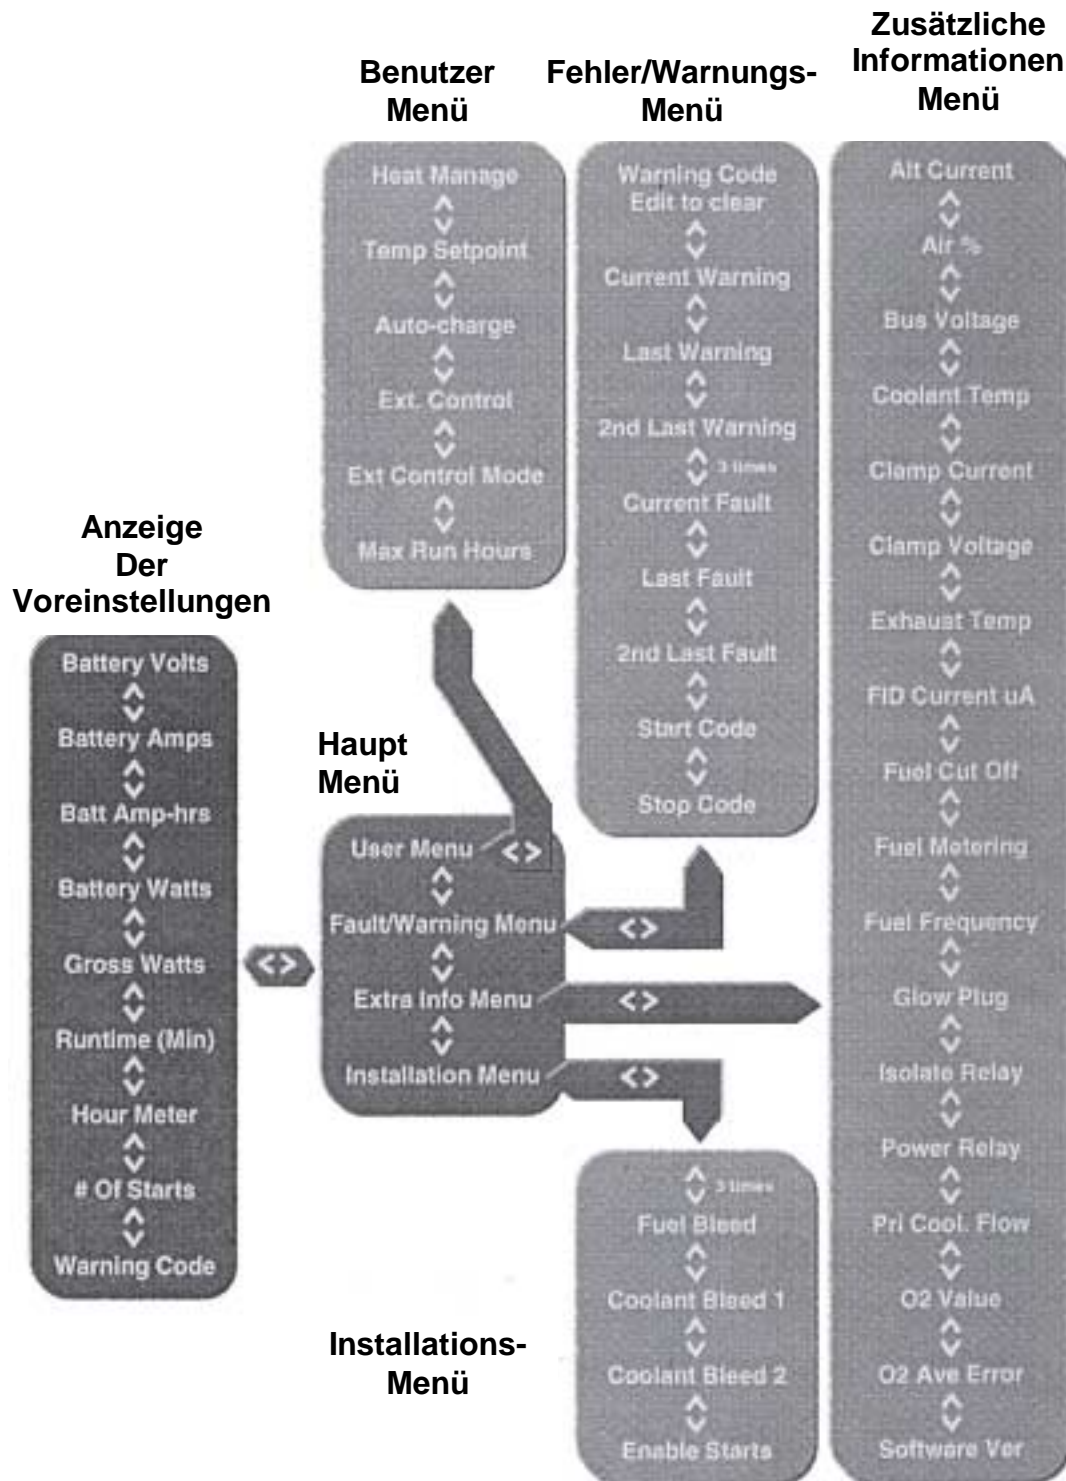 Zusätzliche
Informationen
Menü
Benutzer
Menü
Fehler/Warnungs-
Menü
Heat Manage
Temp Setpoint
Auto-charge
Ext. Control
Ext Control Mode
Max Run Hours
Warning Code
Edit to clear
Current Warning
Last Warning
2nd Last Warning
3 times
Current Fault
Last Fault
2nd Last Fault
Start Code
Stop Code
Alt Current
Air %
Bus Voltage
Coolant Temp
Clamp Current
Clamp Voltage
Exhaust Temp
FID Current uA
Fuel Cut Off
Fuel Metering
Fuel Frequency
Glow Plug
Isolate Relay
Power Relay
Pri Cool. Flow
O2 Value
O2 Ave Error
Software Ver
Anzeige
Der
Voreinstellungen
Battery Volts
Battery Amps
Batt Amp-hrs
Battery Watts
Gross Watts
Runtime (Min)
Hour Meter
# Of Starts
Warning Code
Haupt
Menü
User Menu
Fault/Warning Menu
Extra Info Menu
Installation Menu
3 times
Fuel Bleed
Coolant Bleed 1
Coolant Bleed 2
Enable Starts
Installations-
Menü